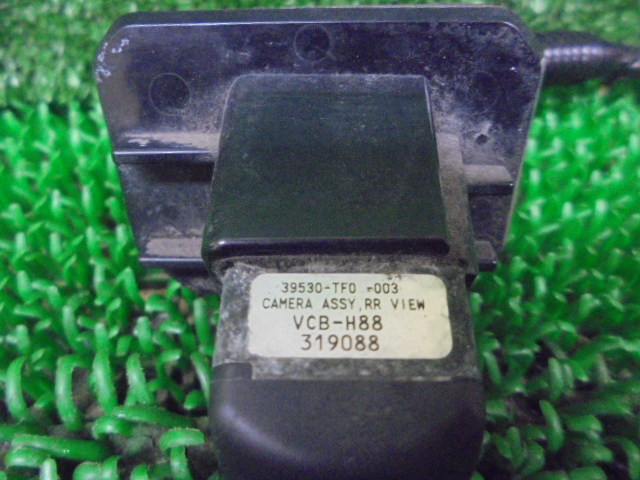 39530-TF0 -003
CAMERA ASSY, RR VIEW
VCB-H88
319088